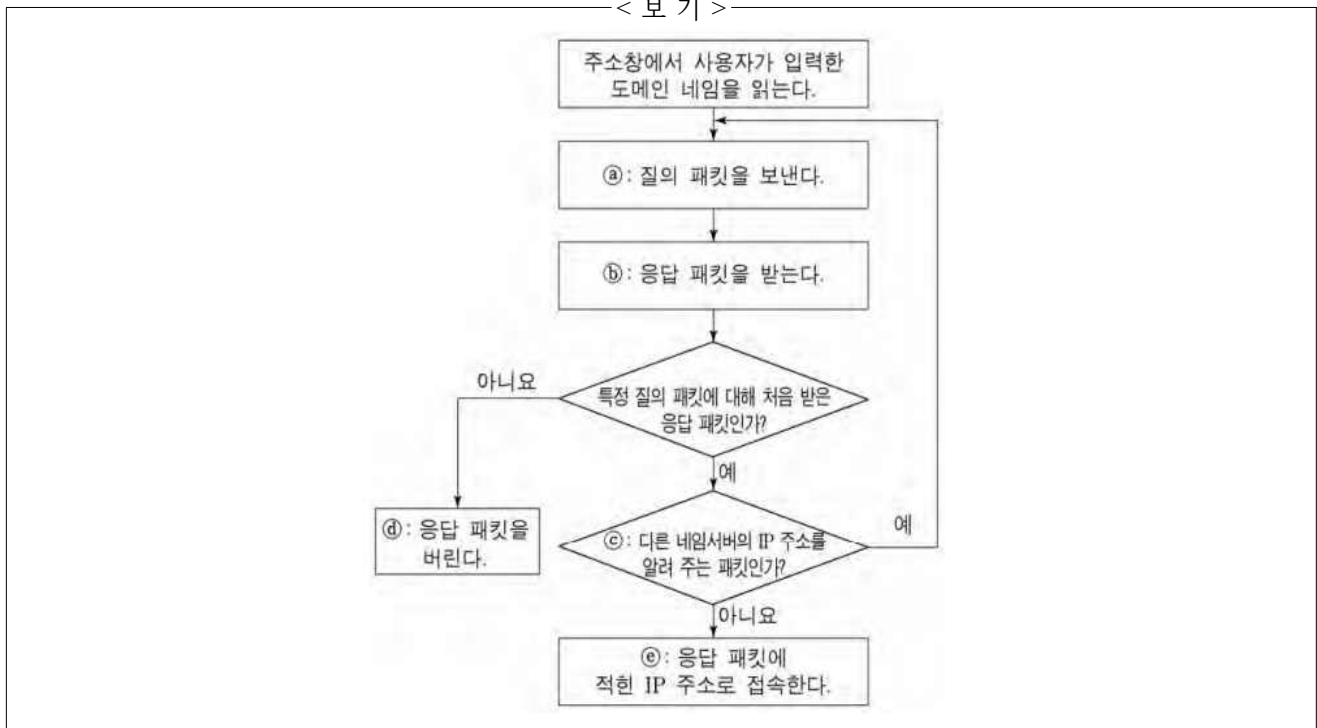 < 보 기 >
주소창에서 사용자가 입력한
도메인 네임을 읽는다.
ⓐ: 질의 패킷을 보낸다.
ⓑ: 응답 패킷을 받는다.
아니요
특정 질의 패킷에 대해 처음 받은
응답 패킷인가?
예
ⓓ: 응답 패킷을
버린다.
ⓒ: 다른 네임서버의 IP 주소를
알려 주는 패킷인가?
예
아니요
ⓔ: 응답 패킷에
적힌 IP 주소로 접속한다.